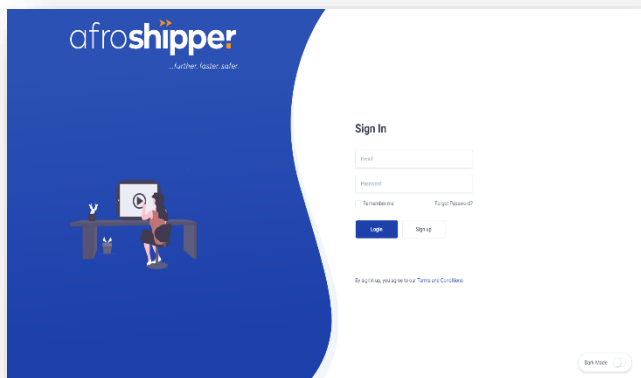 afroshipper
...further. faster. safer.
Sign In
Email
Password
Remember me
Forgot Password?
Login
Sign up
By signin up, you agree to our Terms and Conditions
Dark Mode